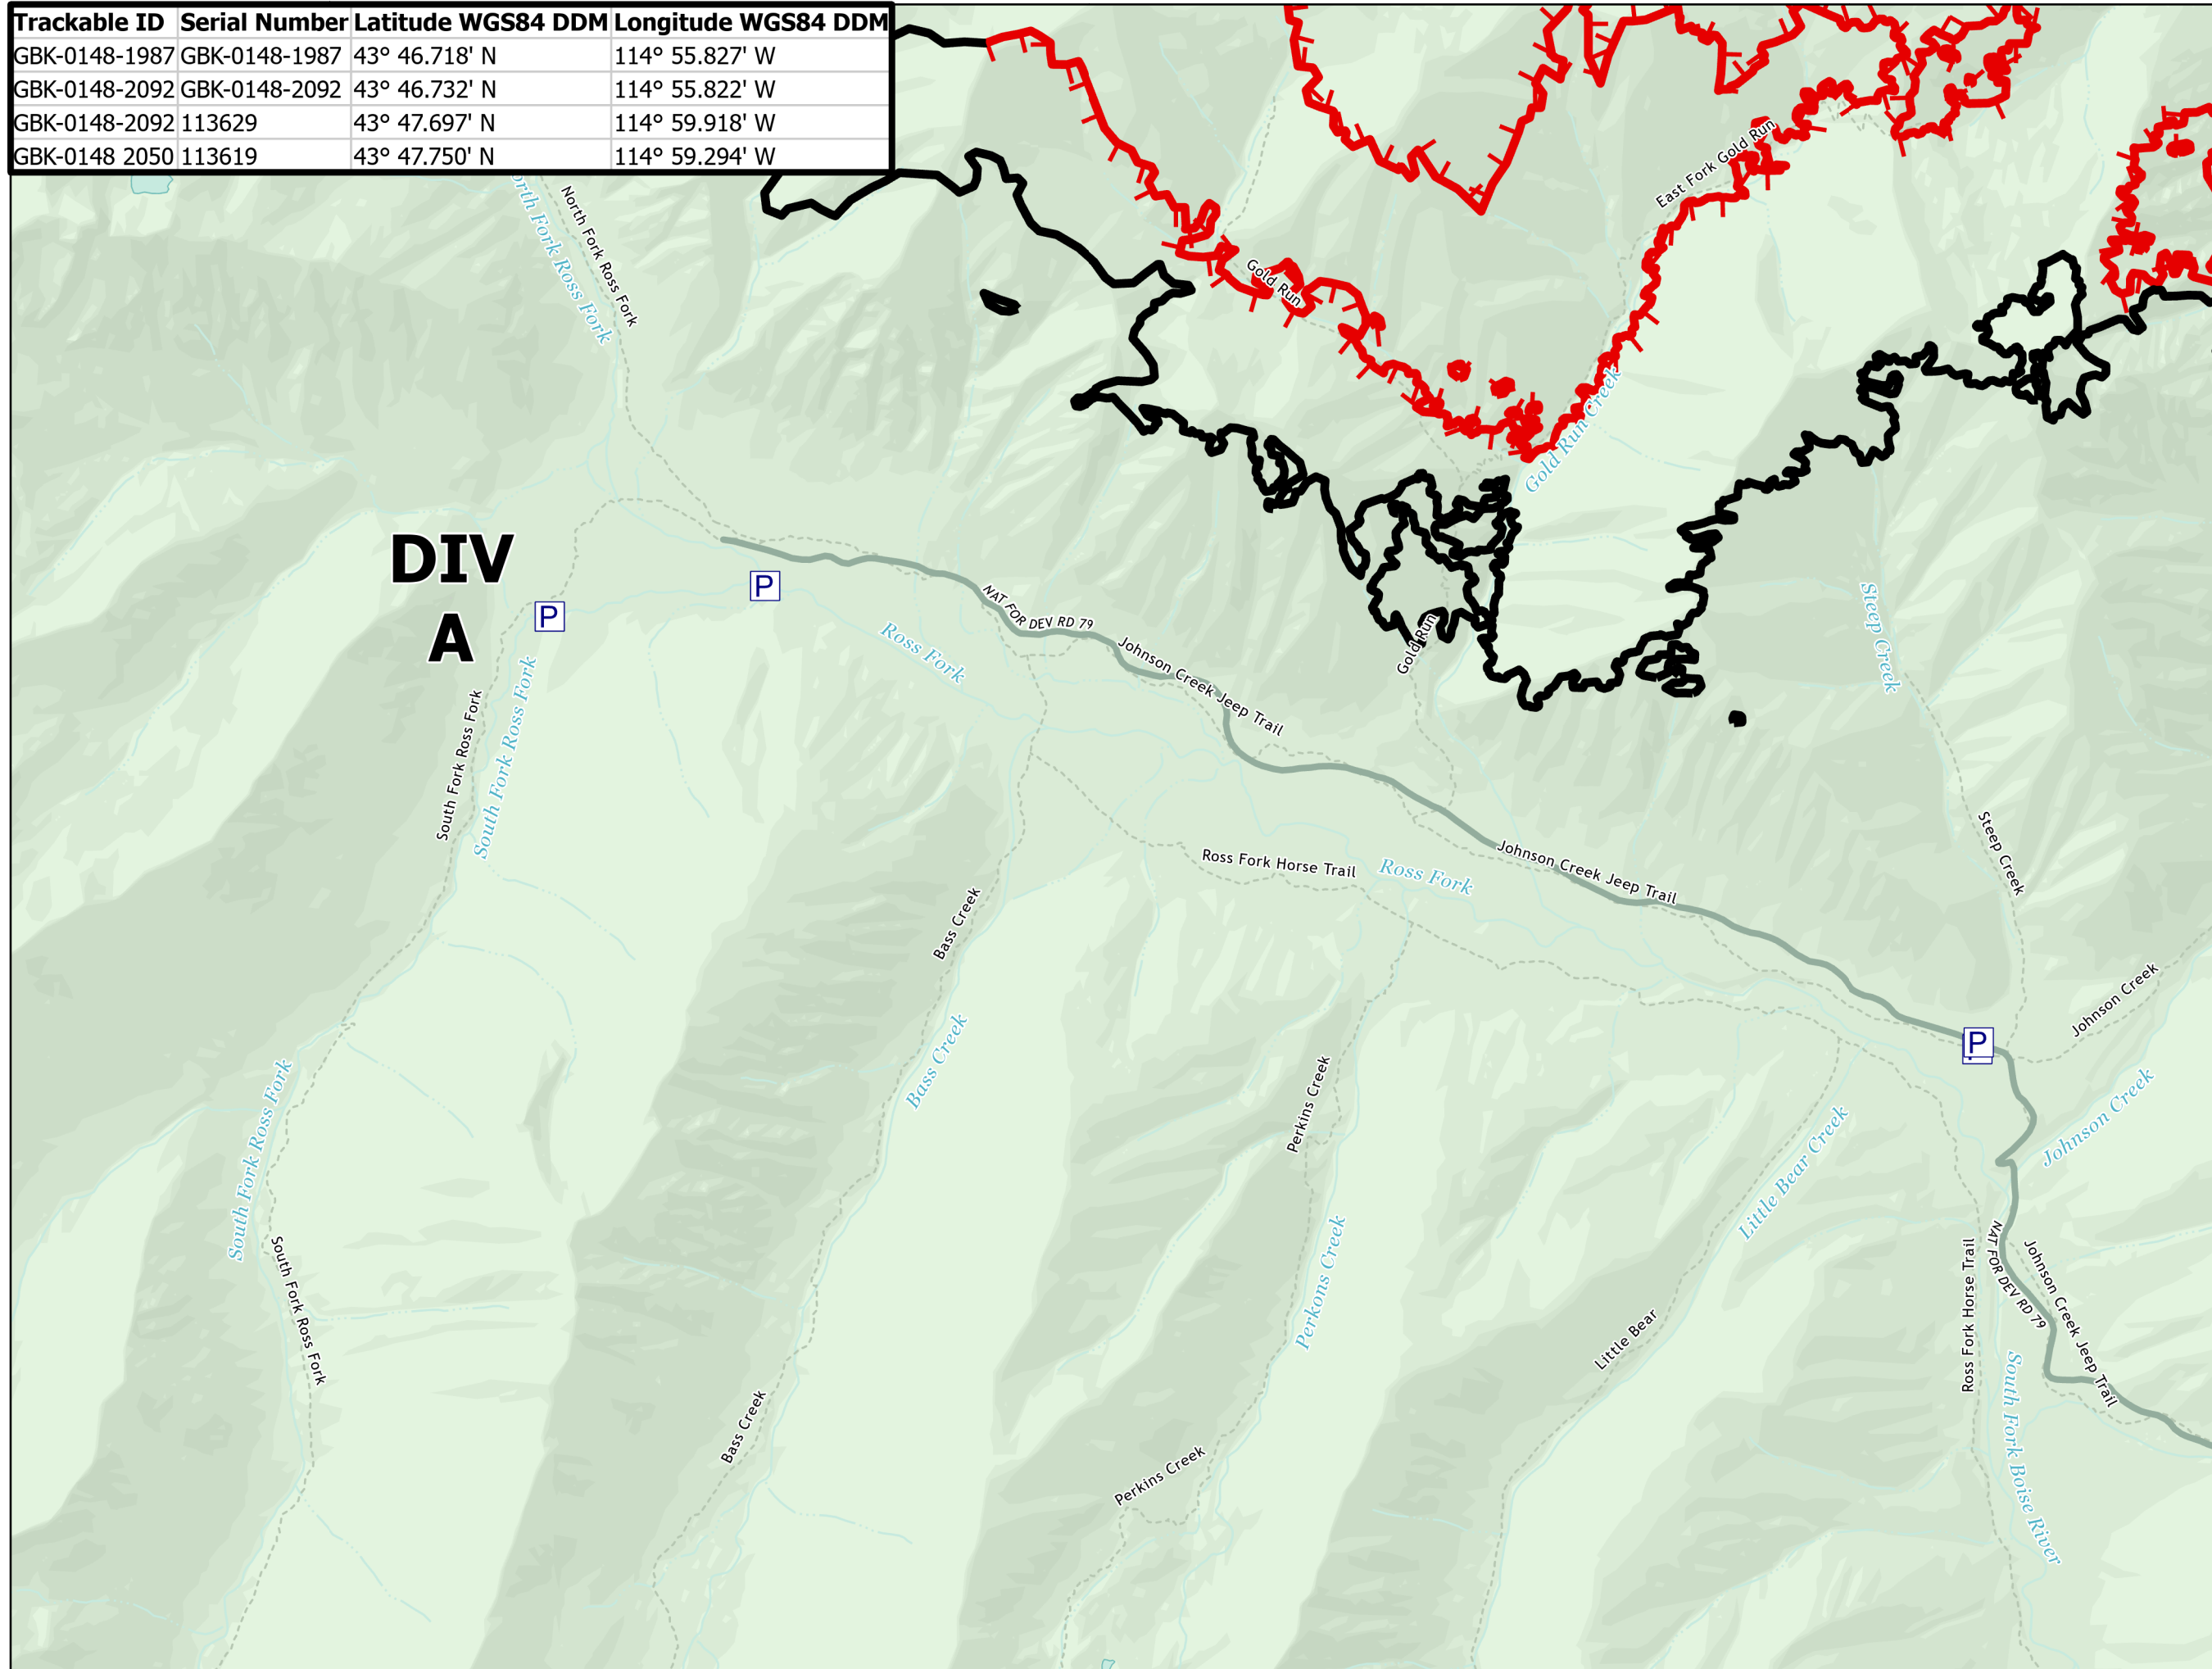 Trackable ID Serial Number Latitude WGS84 DDM Longitude WGS84 DDM
GBK-0148-1987 GBK-0148-1987 43° 46.718' N 114° 55.827' W
GBK-0148-2092 GBK-0148-2092 43° 46.732' N 114° 55.822' W
GBK-0148-2092 113629 43° 47.697' N 114° 59.918' W
GBK-0148 2050 113619 43° 47.750' N 114° 59.294' W
East Fork Gold Run
North Fork Ross Fork
orth Fork Ross Fork
Gold Run
Gold Run Creek
DIV
A
P
P
NAT FOR DEV RD 79
Ross Fork
Johnson Creek Jeep Trail
Gold Run
Steep Creek
South Fork Ross Fork
South Fork Ross Fork
Ross Fork Horse Trail
Ross Fork
Johnson Creek Jeep Trail
Steep Creek
Bass Creek
Johnson Creek
P
Bass Creek
Perkins Creek
Johnson Creek
South Fork Ross Fork
Little Bear Creek
South Fork Ross Fork
Perkons Creek
Ross Fork Horse Trail
NAT FOR DEV RD 79
Johnson Creek Jeep Trail
Little Bear
Bass Creek
Perkins Creek
South Fork Boise River